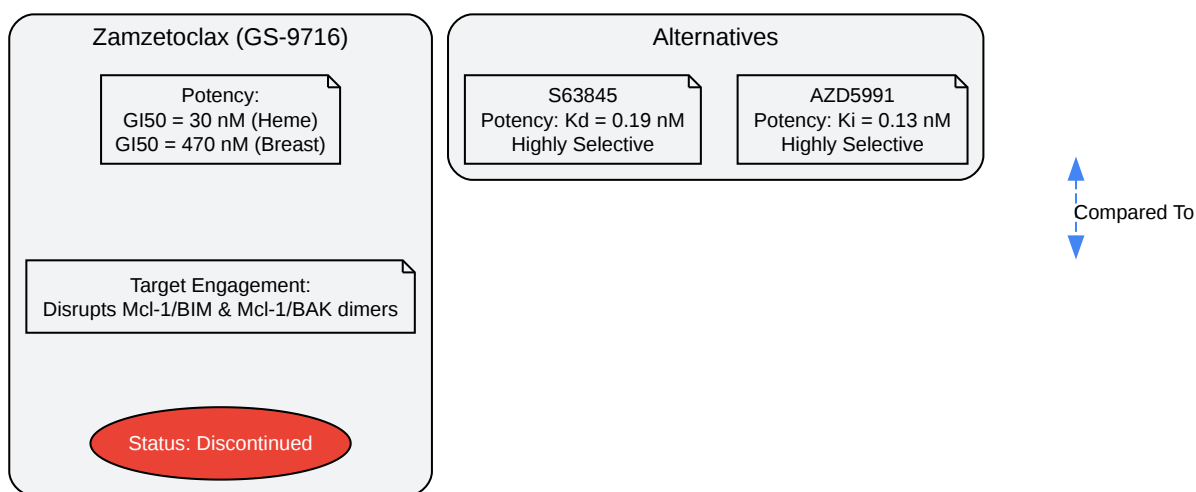 Zamzetoclax (GS-9716)
Potency:
GI50 = 30 nM (Heme)
GI50 = 470 nM (Breast)
Target Engagement:
Disrupts Mcl-1/BIM & Mcl-1/BAK dimers
Status: Discontinued
Alternatives
S63845
Potency: Kd = 0.19 nM
Highly Selective
AZD5991
Potency: Ki = 0.13 nM
Highly Selective
Compared To